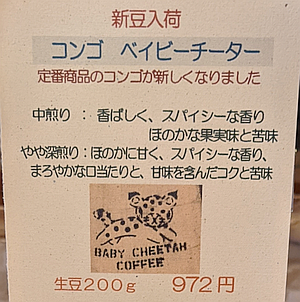 新豆入荷
コンゴ ベイビーチーター
定番商品のコンゴが新しくなりました
中煎り： 香ばしく、スパイシーな香り
ほのかな果実味と苦味
やや深煎り：ほのかに甘く、スパイシーな香り、
まろやかな口当たりと、甘味を含んだコクと苦味
BABY CHEETAH
COFFEE
生豆200g 972円